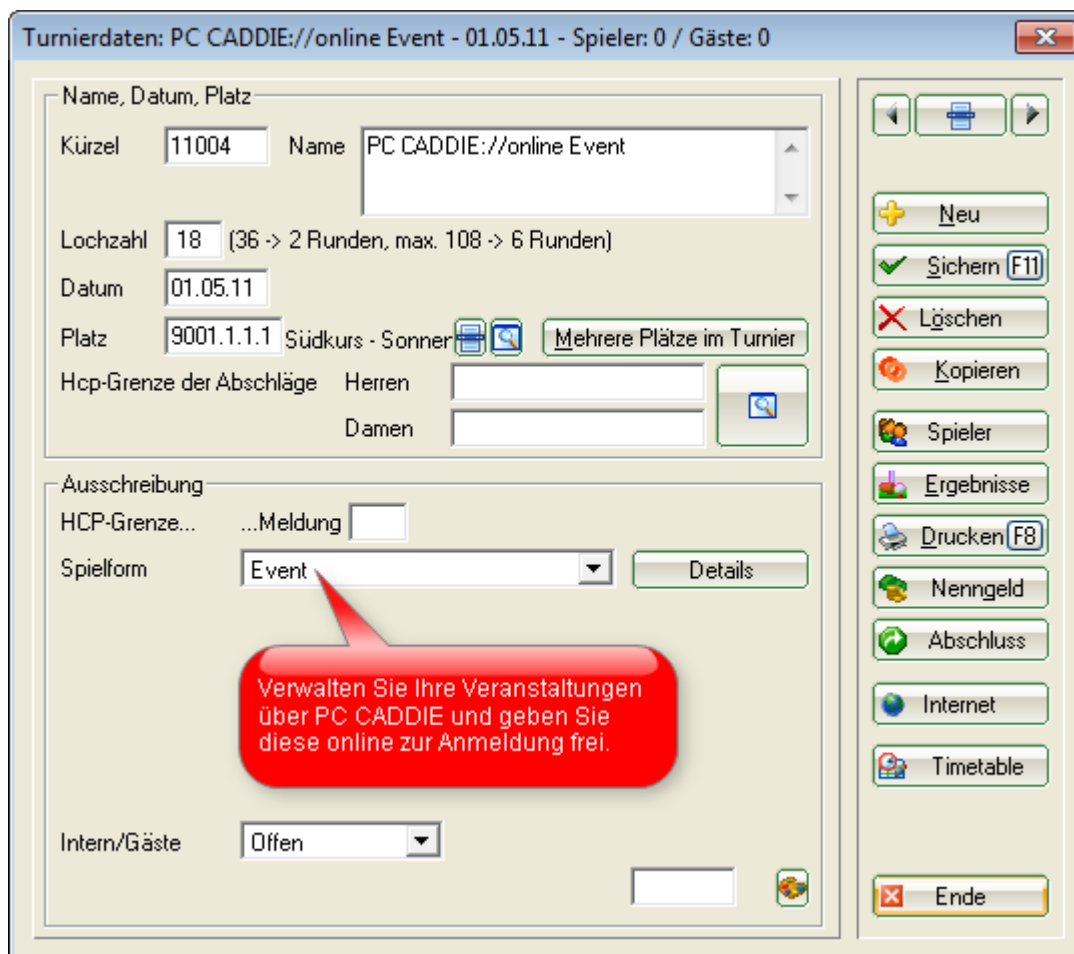 Turnierdaten: PC CADDIE://online Event - 01.05.11 - Spieler: 0 / Gäste: 0
Name, Datum, Platz
Kürzel 11004 Name PC CADDIE://online Event
Lochzahl 18 (36 -> 2 Runden, max. 108 -> 6 Runden)
Datum 01.05.11
Platz 9001.1.1.1 Südkurs - Sonner Mehrere Plätze im Turnier
Hcp-Grenze der Abschläge Herren
Damen
Ausschreibung
HCP-Grenze... ...Meldung
Spielform Event Details
Verwalten Sie Ihre Veranstaltungen
über PC CADDIE und geben Sie
diese online zur Anmeldung frei.
Intern/Gäste Offen
Neu
Sichern F11
Löschen
Kopieren
Spieler
Ergebnisse
Drucken F8
Nenngeld
Abschluss
Internet
Timetable
Ende